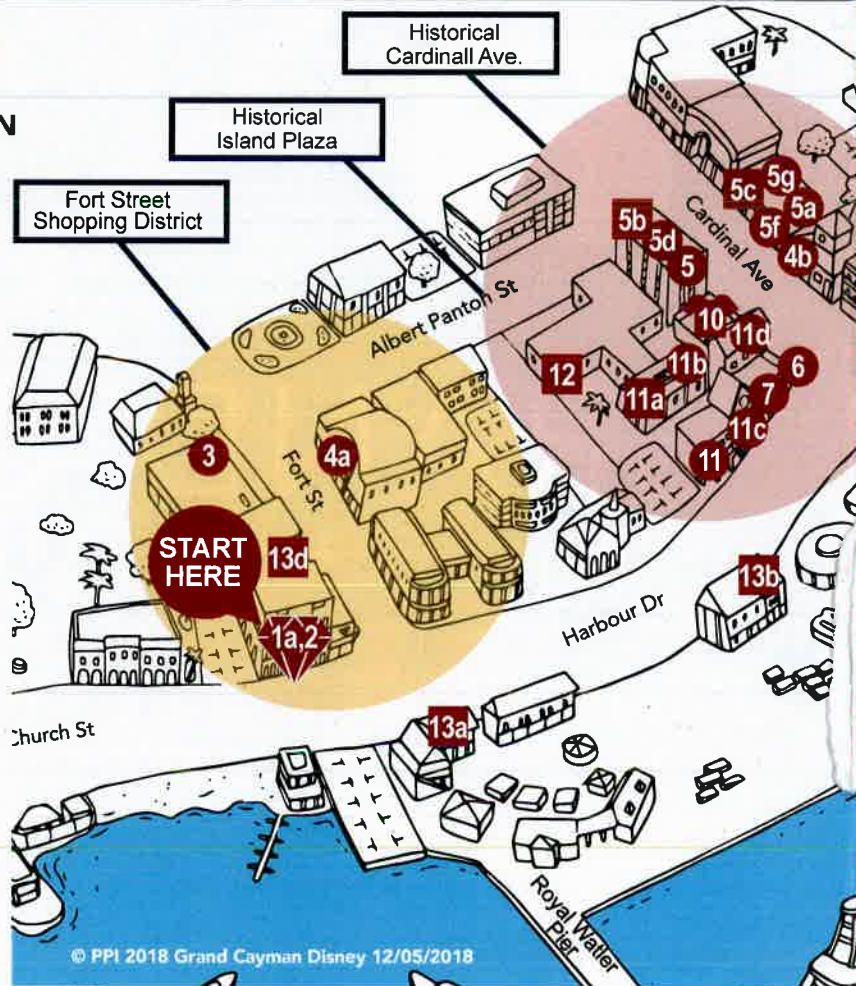 Historical
Cardinall Ave.
N
Historical
Island Plaza
Fort Street
Shopping District
5c
5g
5a
5f
4b
5b
5d
5
Cardinal Ave
Albert Panton St
10
11d
6
7
11b
12
11a
11c
11
3
4a
Fort St
START
HERE
13d
1a,2
13b
Harbour Dr
13a
Church St
Royal Watler
Pier
© PPI 2018 Grand Cayman Disney 12/05/2018